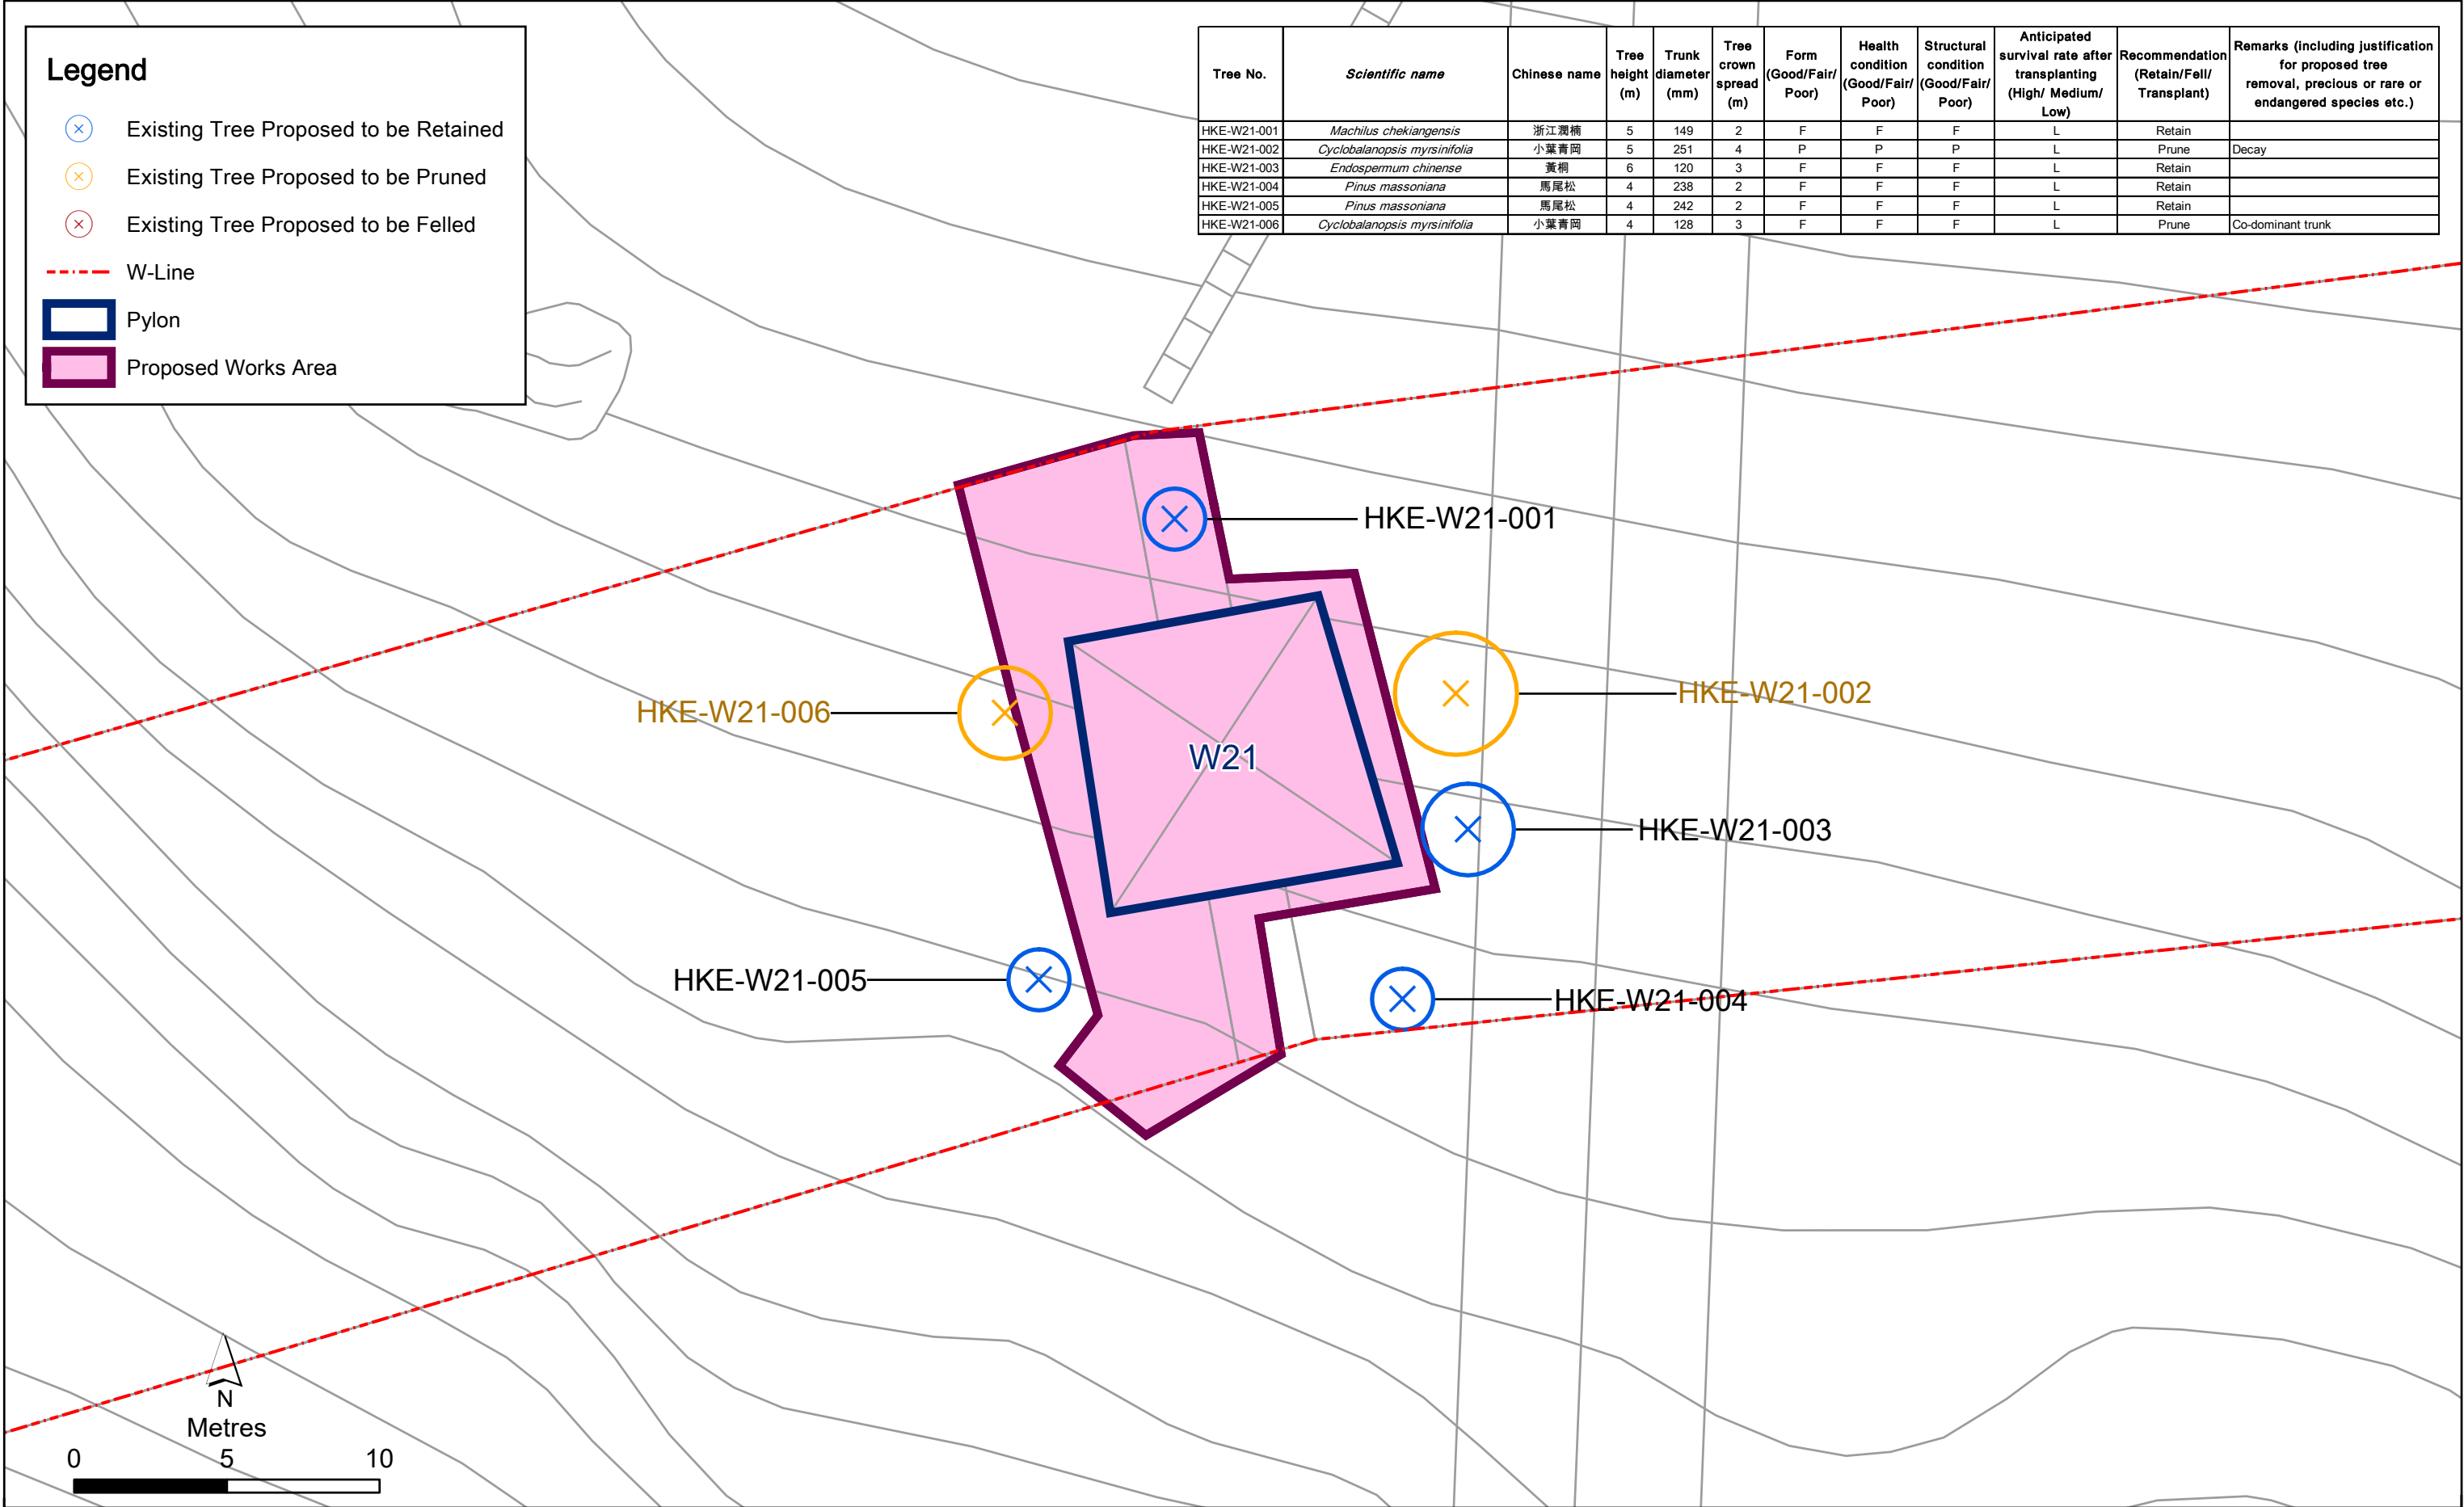 Legend
Existing Tree Proposed to be Retained
Existing Tree Proposed to be Pruned
Existing Tree Proposed to be Felled
W-Line
Pylon
Proposed Works Area
Tree No. Scientific name Chinese name Tree height (m) Trunk diameter (mm) Tree crown spread (m) Form (Good/Fair/ Poor) Health condition (Good/Fair/ Poor) Structural condition (Good/Fair/ Poor) Anticipated survival rate after transplanting (High/ Medium/ Low) Recommendation (Retain/Fell/ Transplant) Remarks (including justification for proposed tree removal, precious or rare or endangered species etc.)
HKE-W21-001 Machilus chekiangensis 浙江潤楠 5 149 2 F F F L Retain
HKE-W21-002 Cyclobalanopsis myrsinifolia 小葉青岡 5 251 4 P P P L Prune Decay
HKE-W21-003 Endospermum chinense 黃桐 6 120 3 F F F L Retain
HKE-W21-004 Pinus massoniana 馬尾松 4 238 2 F F F L Retain
HKE-W21-005 Pinus massoniana 馬尾松 4 242 2 F F F L Retain
HKE-W21-006 Cyclobalanopsis myrsinifolia 小葉青岡 4 128 3 F F F L Prune Co-dominant trunk
HKE-W21-001
HKE-W21-002
HKE-W21-006
W21
HKE-W21-003
HKE-W21-005
HKE-W21-004
N
Metres
0 5 10